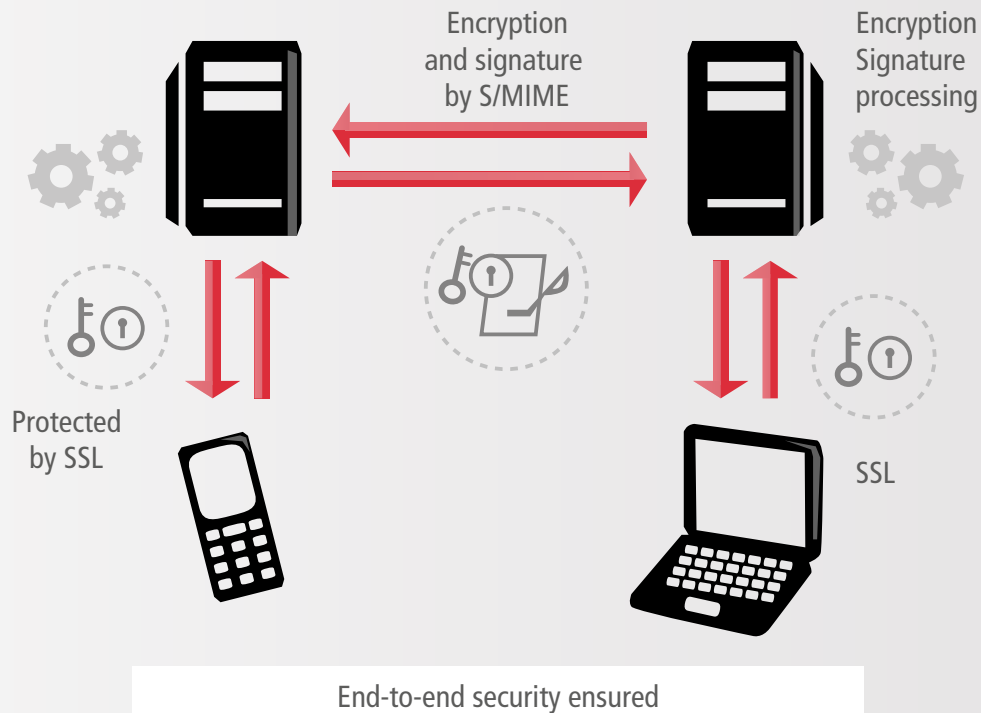 Encryption
and signature
by S/MIME
Encryption
Signature
processing
Protected
by SSL
SSL
End-to-end security ensured